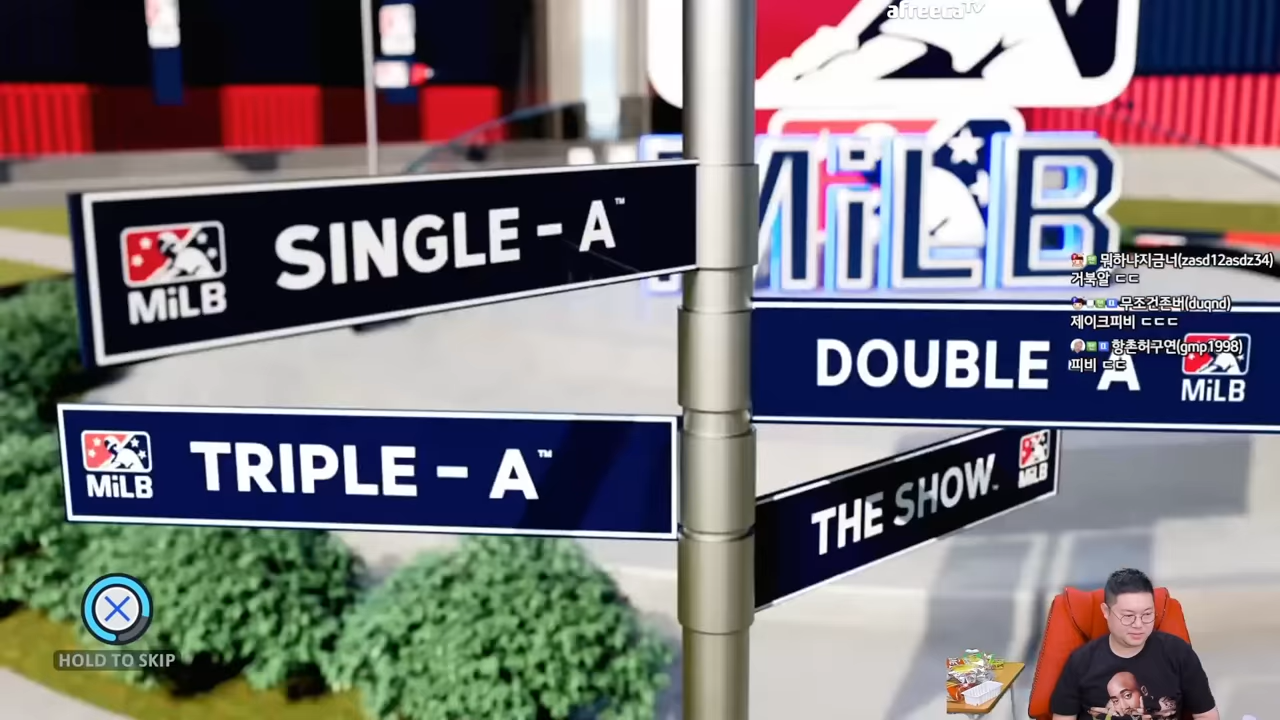 afreecaTV
MiLB
SINGLE - A™
MiLB
뭐하냐지금너(zasd12asdz34)
거북알 ㄷㄷ
무조건존버(duqnd)
제이크피비 ㄷㄷㄷ
항촌허구연(gmp1998)
피비 ㄷㄷ
DOUBLE A
MiLB
TRIPLE - A™
MiLB
THE SHOW™
MiLB
HOLD TO SKIP